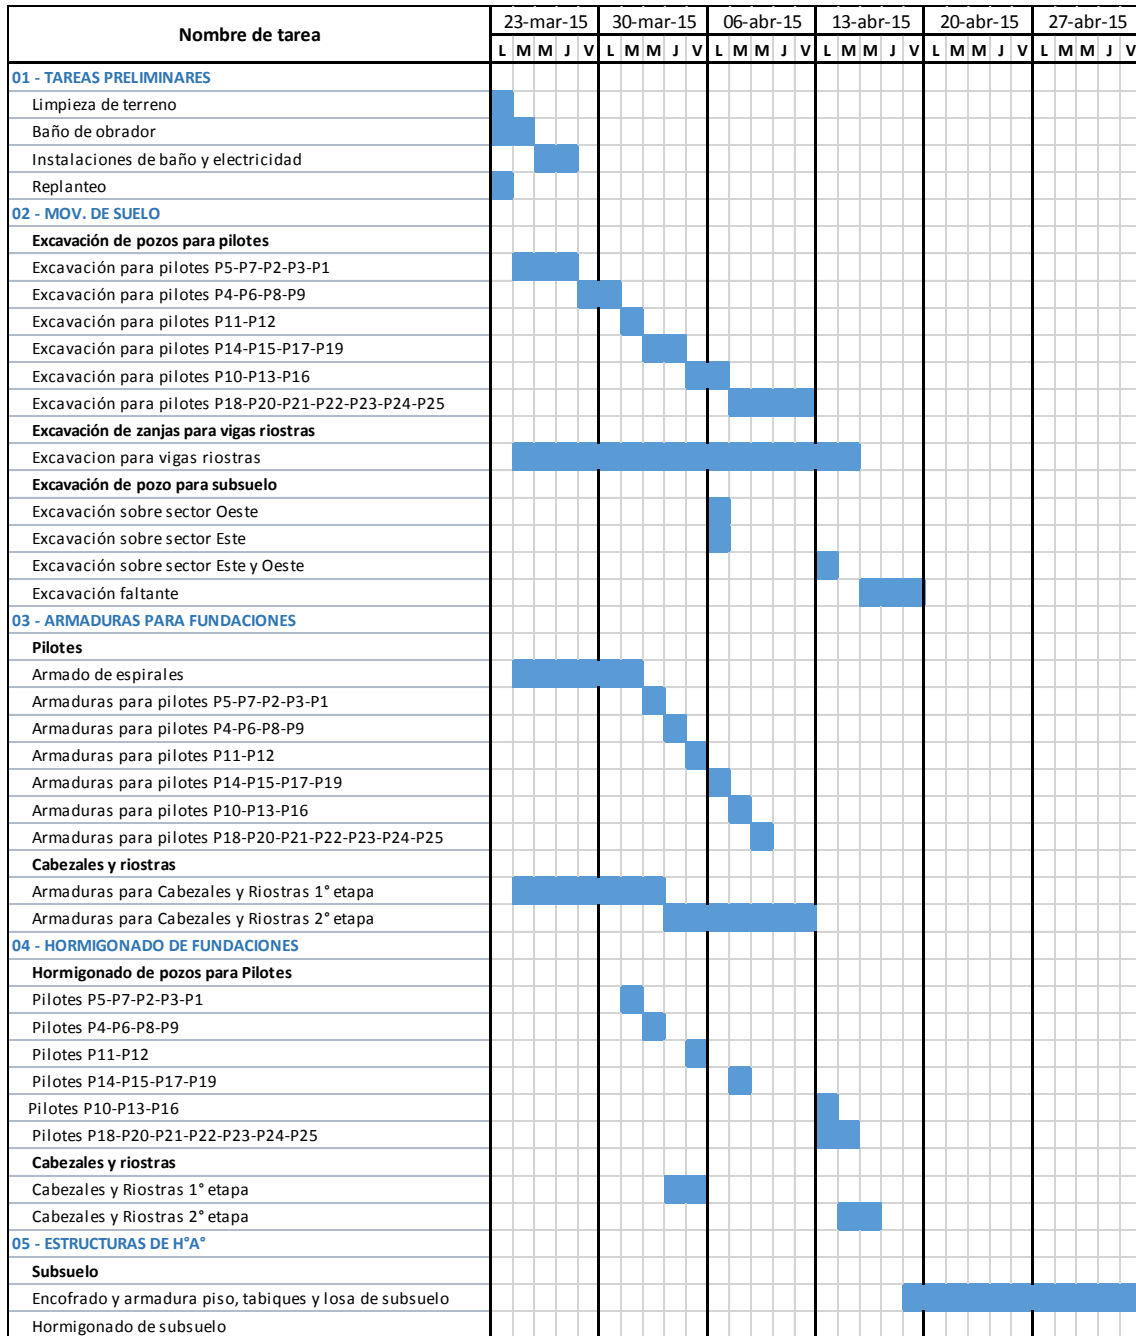 Nombre de tarea
23-mar-15 30-mar-15 06-abr-15 13-abr-15 20-abr-15 27-abr-15
L M M J V L M M J V L M M J V L M M J V L M M J V L M M J V
01 - TAREAS PRELIMINARES
Limpieza de terreno
Baño de obrador
Instalaciones de baño y electricidad
Replanteo
02 - MOV. DE SUELO
Excavación de pozos para pilotes
Excavación para pilotes P5-P7-P2-P3-P1
Excavación para pilotes P4-P6-P8-P9
Excavación para pilotes P11-P12
Excavación para pilotes P14-P15-P17-P19
Excavación para pilotes P10-P13-P16
Excavación para pilotes P18-P20-P21-P22-P23-P24-P25
Excavación de zanjas para vigas riostras
Excavacion para vigas riostras
Excavación de pozo para subsuelo
Excavación sobre sector Oeste
Excavación sobre sector Este
Excavación sobre sector Este y Oeste
Excavación faltante
03 - ARMADURAS PARA FUNDACIONES
Pilotes
Armado de espirales
Armaduras para pilotes P5-P7-P2-P3-P1
Armaduras para pilotes P4-P6-P8-P9
Armaduras para pilotes P11-P12
Armaduras para pilotes P14-P15-P17-P19
Armaduras para pilotes P10-P13-P16
Armaduras para pilotes P18-P20-P21-P22-P23-P24-P25
Cabezales y riostras
Armaduras para Cabezales y Riostras 1° etapa
Armaduras para Cabezales y Riostras 2° etapa
04 - HORMIGONADO DE FUNDACIONES
Hormigonado de pozos para Pilotes
Pilotes P5-P7-P2-P3-P1
Pilotes P4-P6-P8-P9
Pilotes P11-P12
Pilotes P14-P15-P17-P19
Pilotes P10-P13-P16
Pilotes P18-P20-P21-P22-P23-P24-P25
Cabezales y riostras
Cabezales y Riostras 1° etapa
Cabezales y Riostras 2° etapa
05 - ESTRUCTURAS DE H°A°
Subsuelo
Encofrado y armadura piso, tabiques y losa de subsuelo
Hormigonado de subsuelo